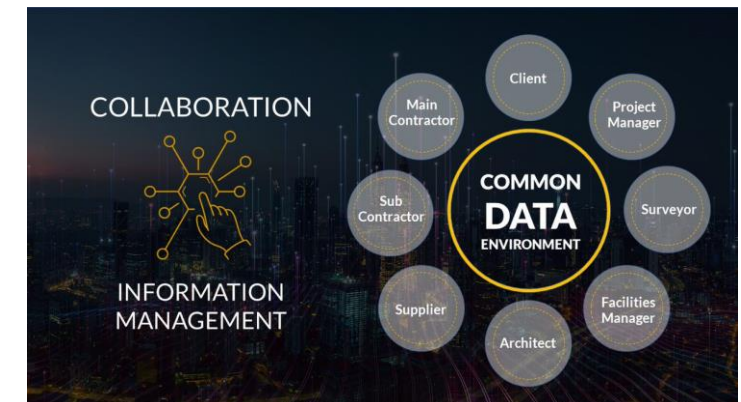 COLLABORATION
INFORMATION
MANAGEMENT
COMMON
DATA
ENVIRONMENT
Client
Project
Manager
Surveyor
Facilities
Manager
Architect
Supplier
Sub
Contractor
Main
Contractor